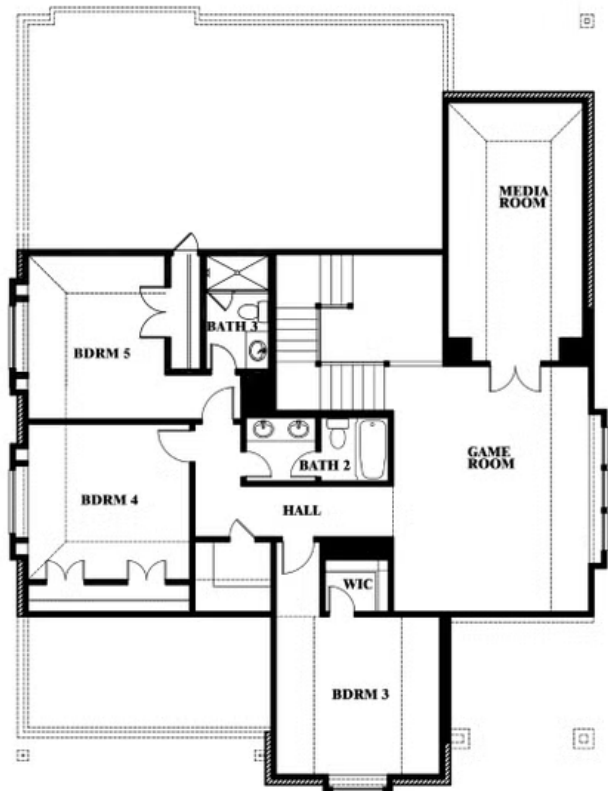 MEDIA
ROOM
BATH 3
BDRM 5
GAME
ROOM
BATH 2
BDRM 4
HALL
WIC
BDRM 3